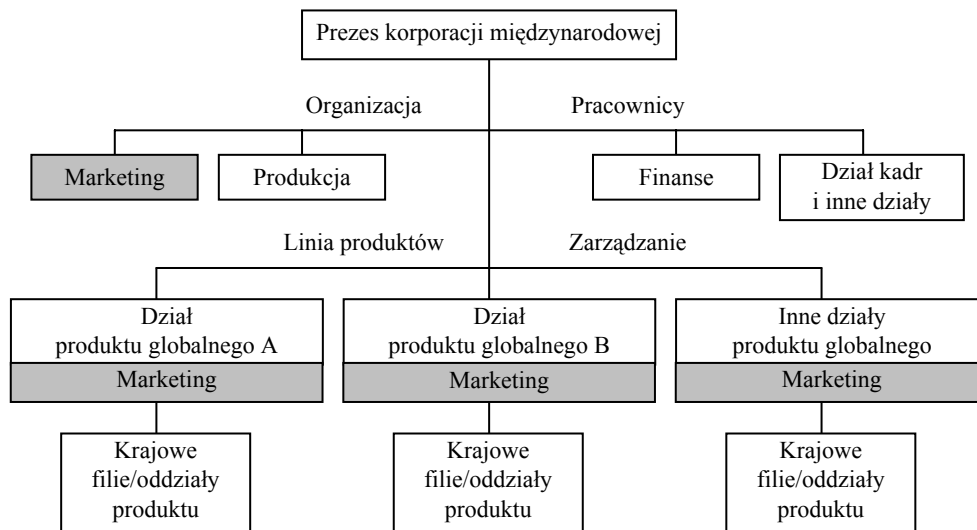 Prezes korporacji międzynarodowej
Organizacja
Pracownicy
Marketing
Produkcja
Finanse
Dział kadr
i inne działy
Linia produktów
Zarządzanie
Dział
produktu globalnego A
Marketing
Dział
produktu globalnego B
Marketing
Inne działy
produktu globalnego
Marketing
Krajowe
filie/oddziały
produktu
Krajowe
filie/oddziały
produktu
Krajowe
filie/oddziały
produktu